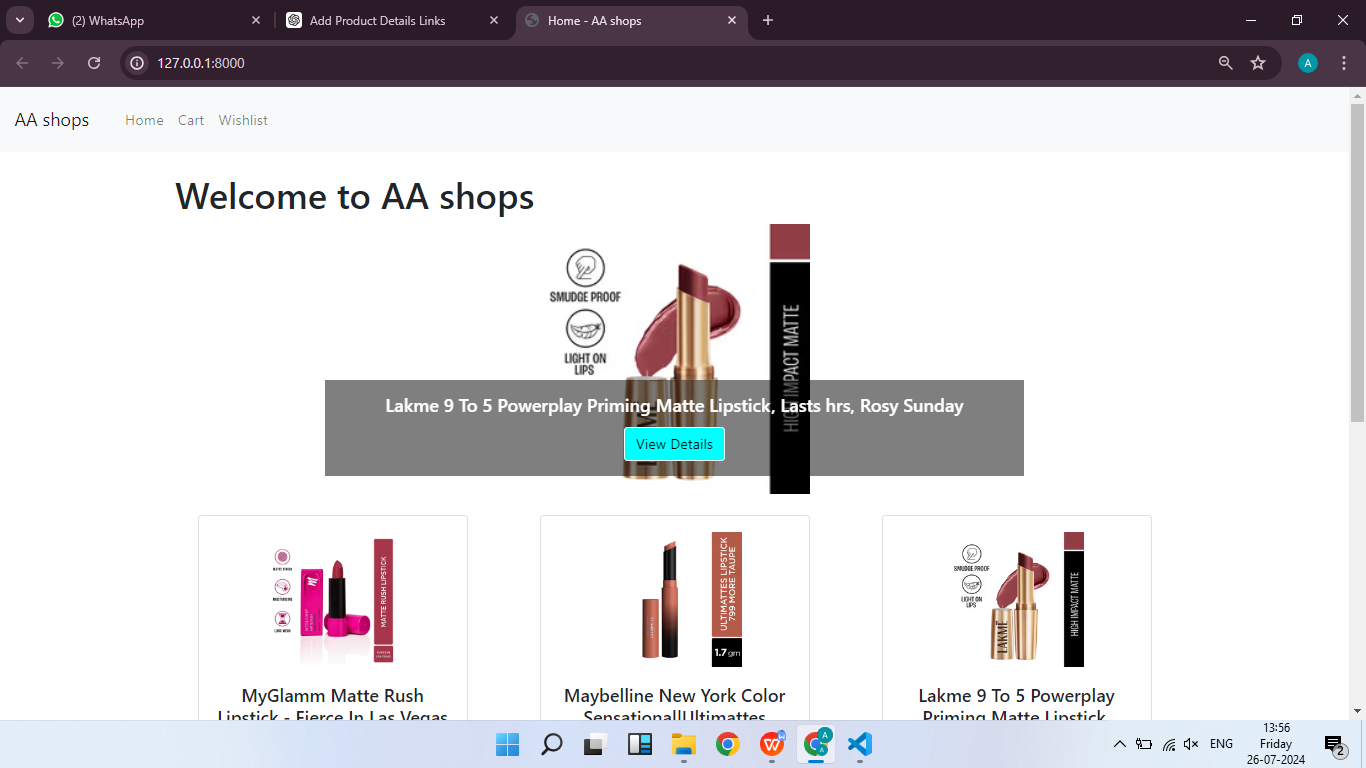 (2) WhatsApp
Add Product Details Links
Home - AA shops
127.0.0.1:8000
A
AA shops
Home Cart Wishlist
Welcome to AA shops
SMUDGE PROOF
LIGHT ON
LIPS
HIGH IMPACT MATTE
Lakme 9 To 5 Powerplay Priming Matte Lipstick, Lasts hrs, Rosy Sunday
View Details
MATTE RUSH LIPSTICK
MyGlamm Matte Rush
Lipstick - Fierce In Las Vegas
ULTIMATTES LIPSTICK
799 MORE TAUPE
1.7 gm
Maybelline New York Color
Sensational|Ultimattes
SMUDGE PROOF
LIGHT ON
LIPS
LAKMÉ
HIGH IMPACT MATTE
Lakme 9 To 5 Powerplay
Priming Matte Lipstick,
ENG
13:56
Friday
26-07-2024
2